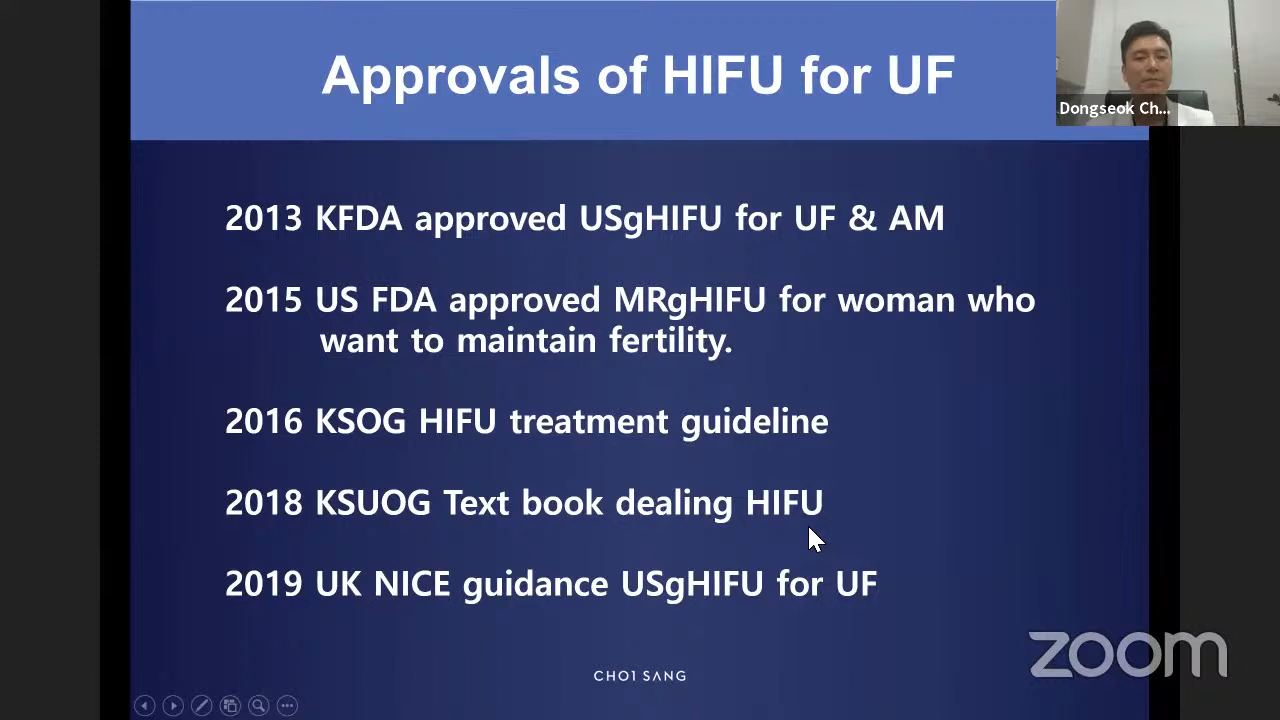 Approvals of HIFU for UF
Dongseok Ch...
2013 KFDA approved USgHIFU for UF & AM
2015 US FDA approved MRgHIFU for woman who
want to maintain fertility.
2016 KSOG HIFU treatment guideline
2018 KSUOG Text book dealing HIFU
2019 UK NICE guidance USgHIFU for UF
zoom
CHOI SANG